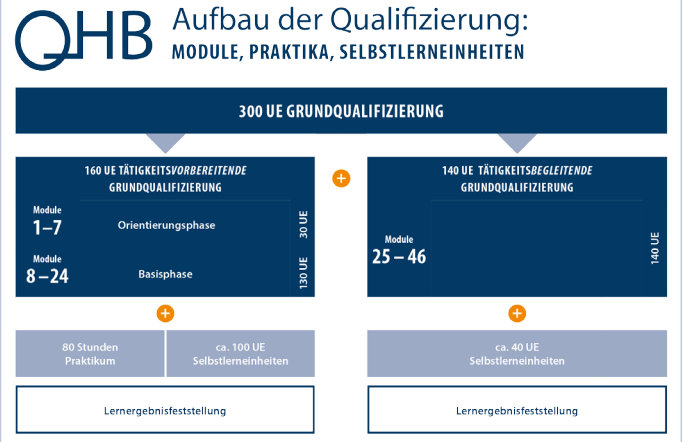 QHB
Aufbau der Qualifizierung:
MODULE, PRAKTIKA, SELBSTLERNEINHEITEN
300 UE GRUNDQUALIFIZIERUNG
160 UE TÄTIGKEITSVORBEREITENDE
GRUNDQUALIFIZIERUNG
Module
1–7
Orientierungsphase
30 UE
Module
8–24
Basisphase
130 UE
+
140 UE TÄTIGKEITSBEGLEITENDE
GRUNDQUALIFIZIERUNG
Module
25 – 46
140 UE
+
80 Stunden
Praktikum
ca. 100 UE
Selbstlerneinheiten
Lernergebnisfeststellung
+
ca. 40 UE
Selbstlerneinheiten
Lernergebnisfeststellung